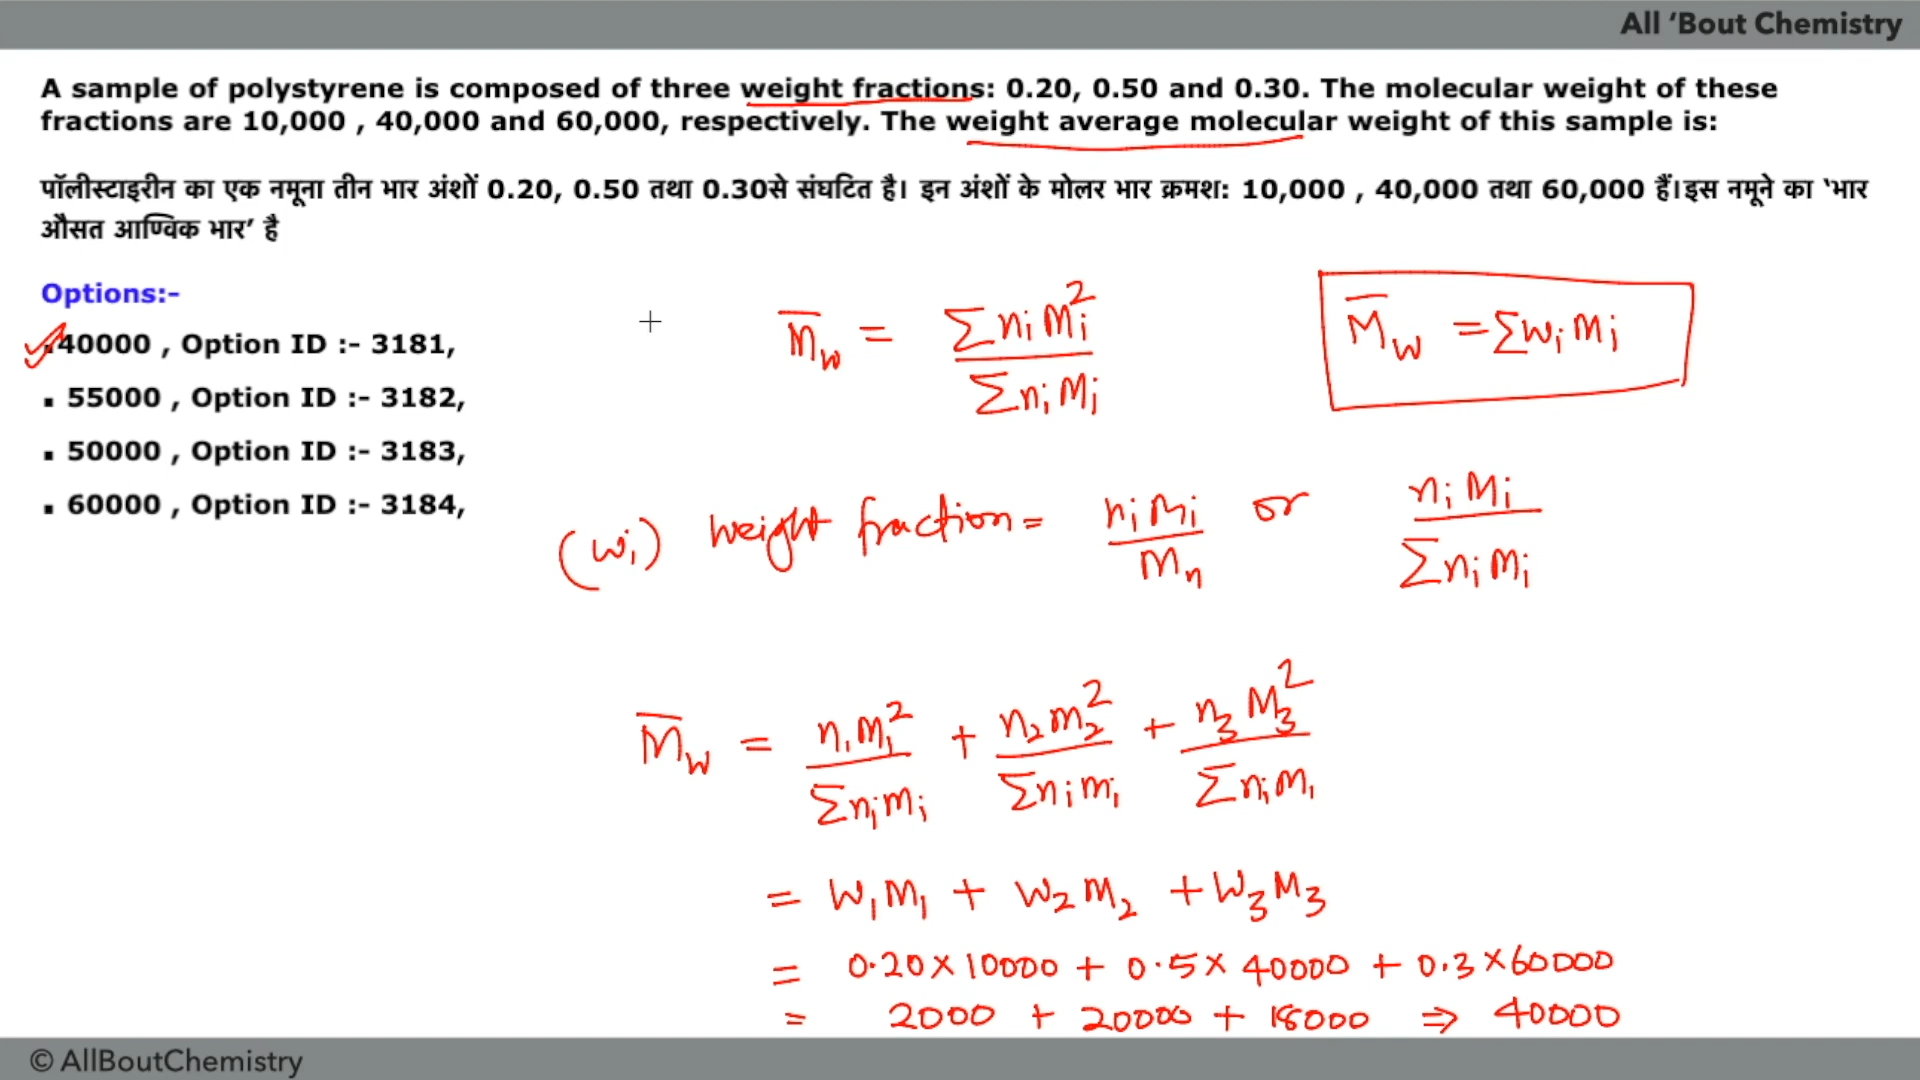 All ‘Bout Chemistry
A sample of polystyrene is composed of three weight fractions: 0.20, 0.50 and 0.30. The molecular weight of these
fractions are 10,000 , 40,000 and 60,000, respectively. The weight average molecular weight of this sample is:
पॉलीस्टाइरीन का एक नमूना तीन भार अंशों 0.20, 0.50 तथा 0.30से संघटित है। इन अंशों के मोलर भार क्रमश: 10,000 , 40,000 तथा 60,000 हैं।इस नमूने का 'भार
औसत आण्विक भार' है
Options:-
40000 , Option ID :- 3181,
55000 , Option ID :- 3182,
50000 , Option ID :- 3183,
60000 , Option ID :- 3184,
M̅w = Σ niMi² / Σ niMi
M̅w = Σ wiMi
(wi) weight fraction = niMi / Mn or niMi / Σ niMi
M̅w = n₁M₁² / Σ niMi + n₂M₂² / Σ niMi + n₃M₃² / Σ niMi
= W₁M₁ + W₂M₂ + W₃M₃
= 0.20 × 10000 + 0.5 × 40000 + 0.3 × 60000
= 2000 + 20000 + 18000 ⇒ 40000
© AllBoutChemistry